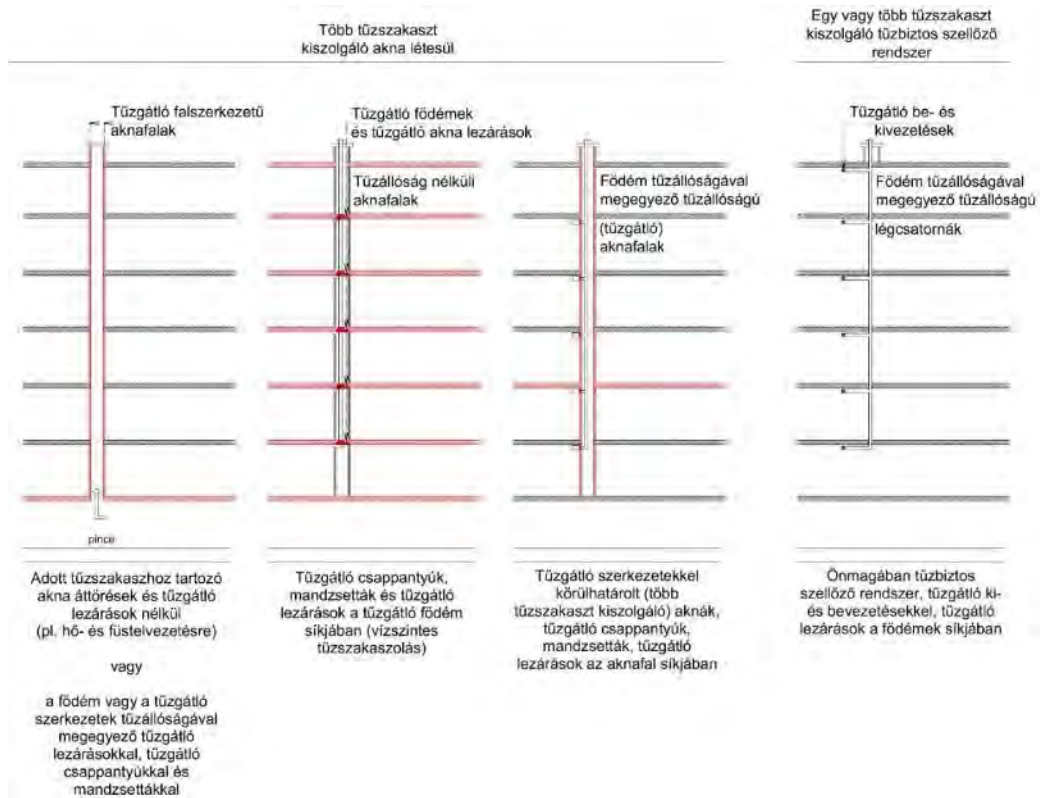 Több tűzszakaszt
kiszolgáló akna létesül
Egy vagy több tűzszakaszt
kiszolgáló tűzbiztos szellőző
rendszer
Tűzgátló falszerkezetű
aknafalak
Tűzgátló födémek
és tűzgátló akna lezárások
Tűzállóság nélküli
aknafalak
Födém tűzállóságával
megegyező tűzállóságú
(tűzgátló)
aknafalak
Tűzgátló be- és
kivezetések
Födém tűzállóságával
megegyező tűzállóságú
légcsatornák
pince
Adott tűzszakaszhoz tartozó
akna áttörések és tűzgátló
lezárások nélkül
(pl. hő- és füstelvezetésre)
vagy
a födém vagy a tűzgátló
szerkezetek tűzállóságával
megegyező tűzgátló
lezárásokkal, tűzgátló
csappantyúkkal és
mandzsettákkal
Tűzgátló csappantyúk,
mandzsetták és tűzgátló
lezárások a tűzgátló födém
síkjában (vízszintes
tűzszakaszolás)
Tűzgátló szerkezetekkel
körülhatárolt (több
tűzszakaszt kiszolgáló) aknák,
tűzgátló csappantyúk,
mandzsetták, tűzgátló
lezárások az aknafal síkjában
Önmagában tűzbiztos
szellőző rendszer, tűzgátló ki-
és bevezetésekkel, tűzgátló
lezárások a födémek síkjában